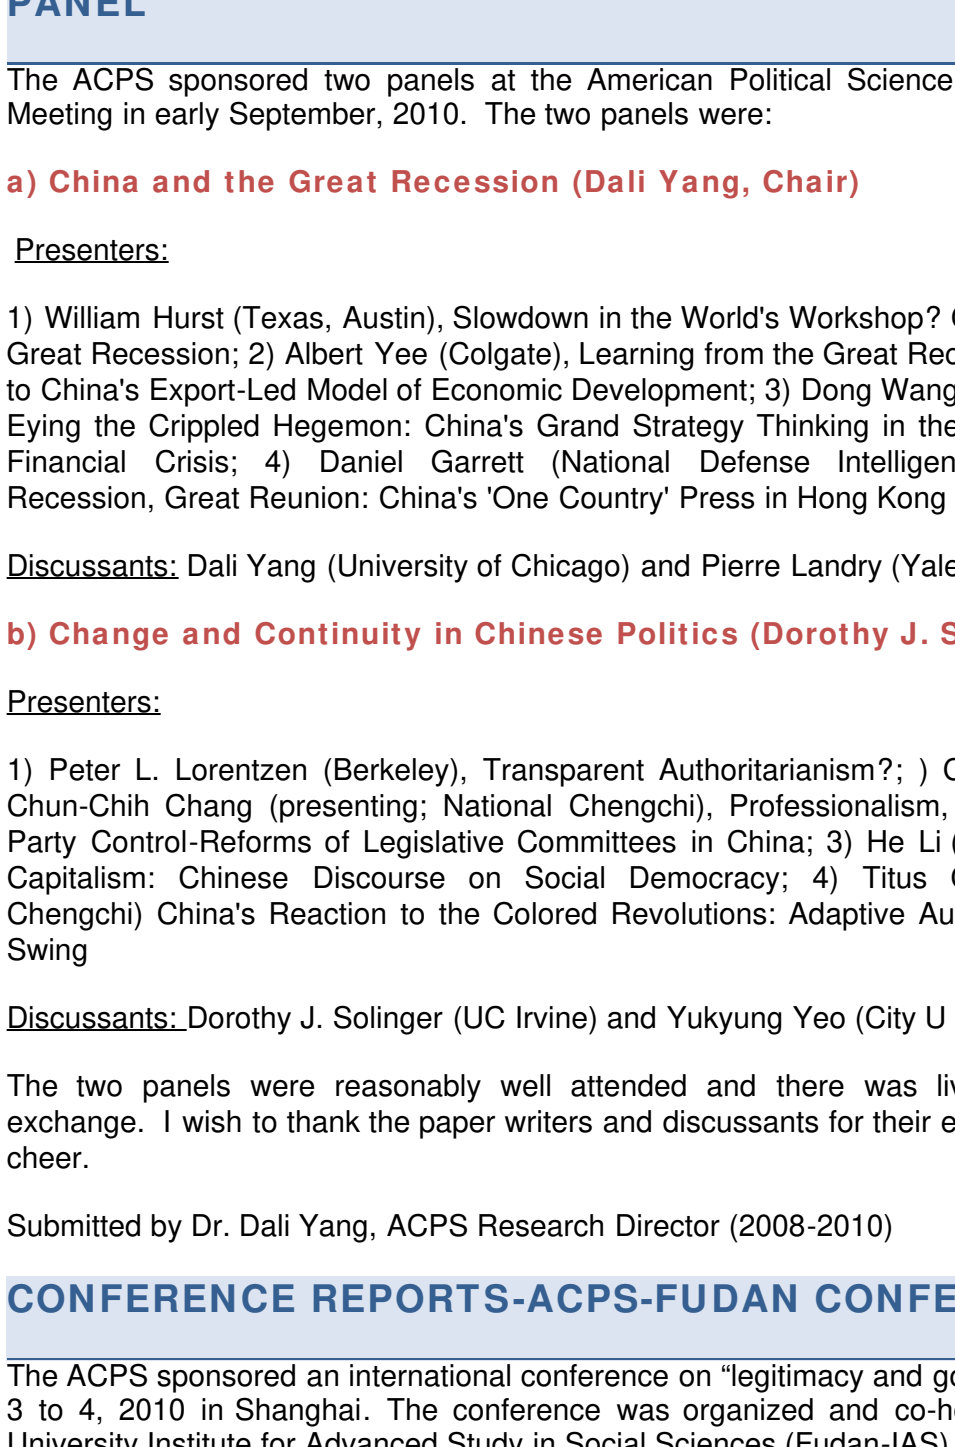 PANEL
The ACPS sponsored two panels at the American Political Science
Meeting in early September, 2010. The two panels were:
a) China and the Great Recession (Dali Yang, Chair)
Presenters:
1) William Hurst (Texas, Austin), Slowdown in the World's Workshop?
Great Recession; 2) Albert Yee (Colgate), Learning from the Great
to China's Export-Led Model of Economic Development; 3) Dong Wang
Eying the Crippled Hegemon: China's Grand Strategy Thinking in the
Financial Crisis; 4) Daniel Garrett (National Defense
Recession, Great Reunion: China's 'One Country' Press in Hong Kong
Discussants: Dali Yang (University of Chicago) and Pierre Landry (Yale
b) Change and Continuity in Chinese Politics (Dorothy J.
Presenters:
1) Peter L. Lorentzen (Berkeley), Transparent Authoritarianism?; )
Chun-Chih Chang (presenting; National Chengchi), Professionalism,
Party Control-Reforms of Legislative Committees in China; 3) He Li
Capitalism: Chinese Discourse on Social Democracy; 4) Titus
Chengchi) China's Reaction to the Colored Revolutions: Adaptive
Swing
Discussants: Dorothy J. Solinger (UC Irvine) and Yukyung Yeo (City U
The two panels were reasonably well attended and there was
exchange. I wish to thank the paper writers and discussants for their
cheer.
Submitted by Dr. Dali Yang, ACPS Research Director (2008-2010)
CONFERENCE REPORTS-ACPS-FUDAN CONFE
The ACPS sponsored an international conference on “legitimacy and
3 to 4, 2010 in Shanghai. The conference was organized and
University Institute for Advanced Study in Social Sciences (Fudan-IAS)